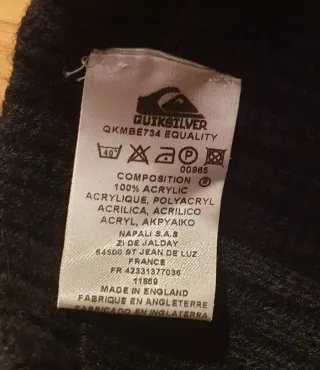 QUIKSILVER
QKMBE734 EQUALITY
40°
P
00985
COMPOSITION ®
100% ACRYLIC
ACRYLIQUE, POLYACRYL
ACRILICA, ACRILICO
ACRYL, AKPYAIKO
NAPALI S.A.S
ZI DE JALDAY
64500 ST JEAN DE LUZ
FRANCE
FR 42331377036
11869
MADE IN ENGLAND
FABRIQUE EN ANGLETERRE
FABRICADO EN INGLATERRA